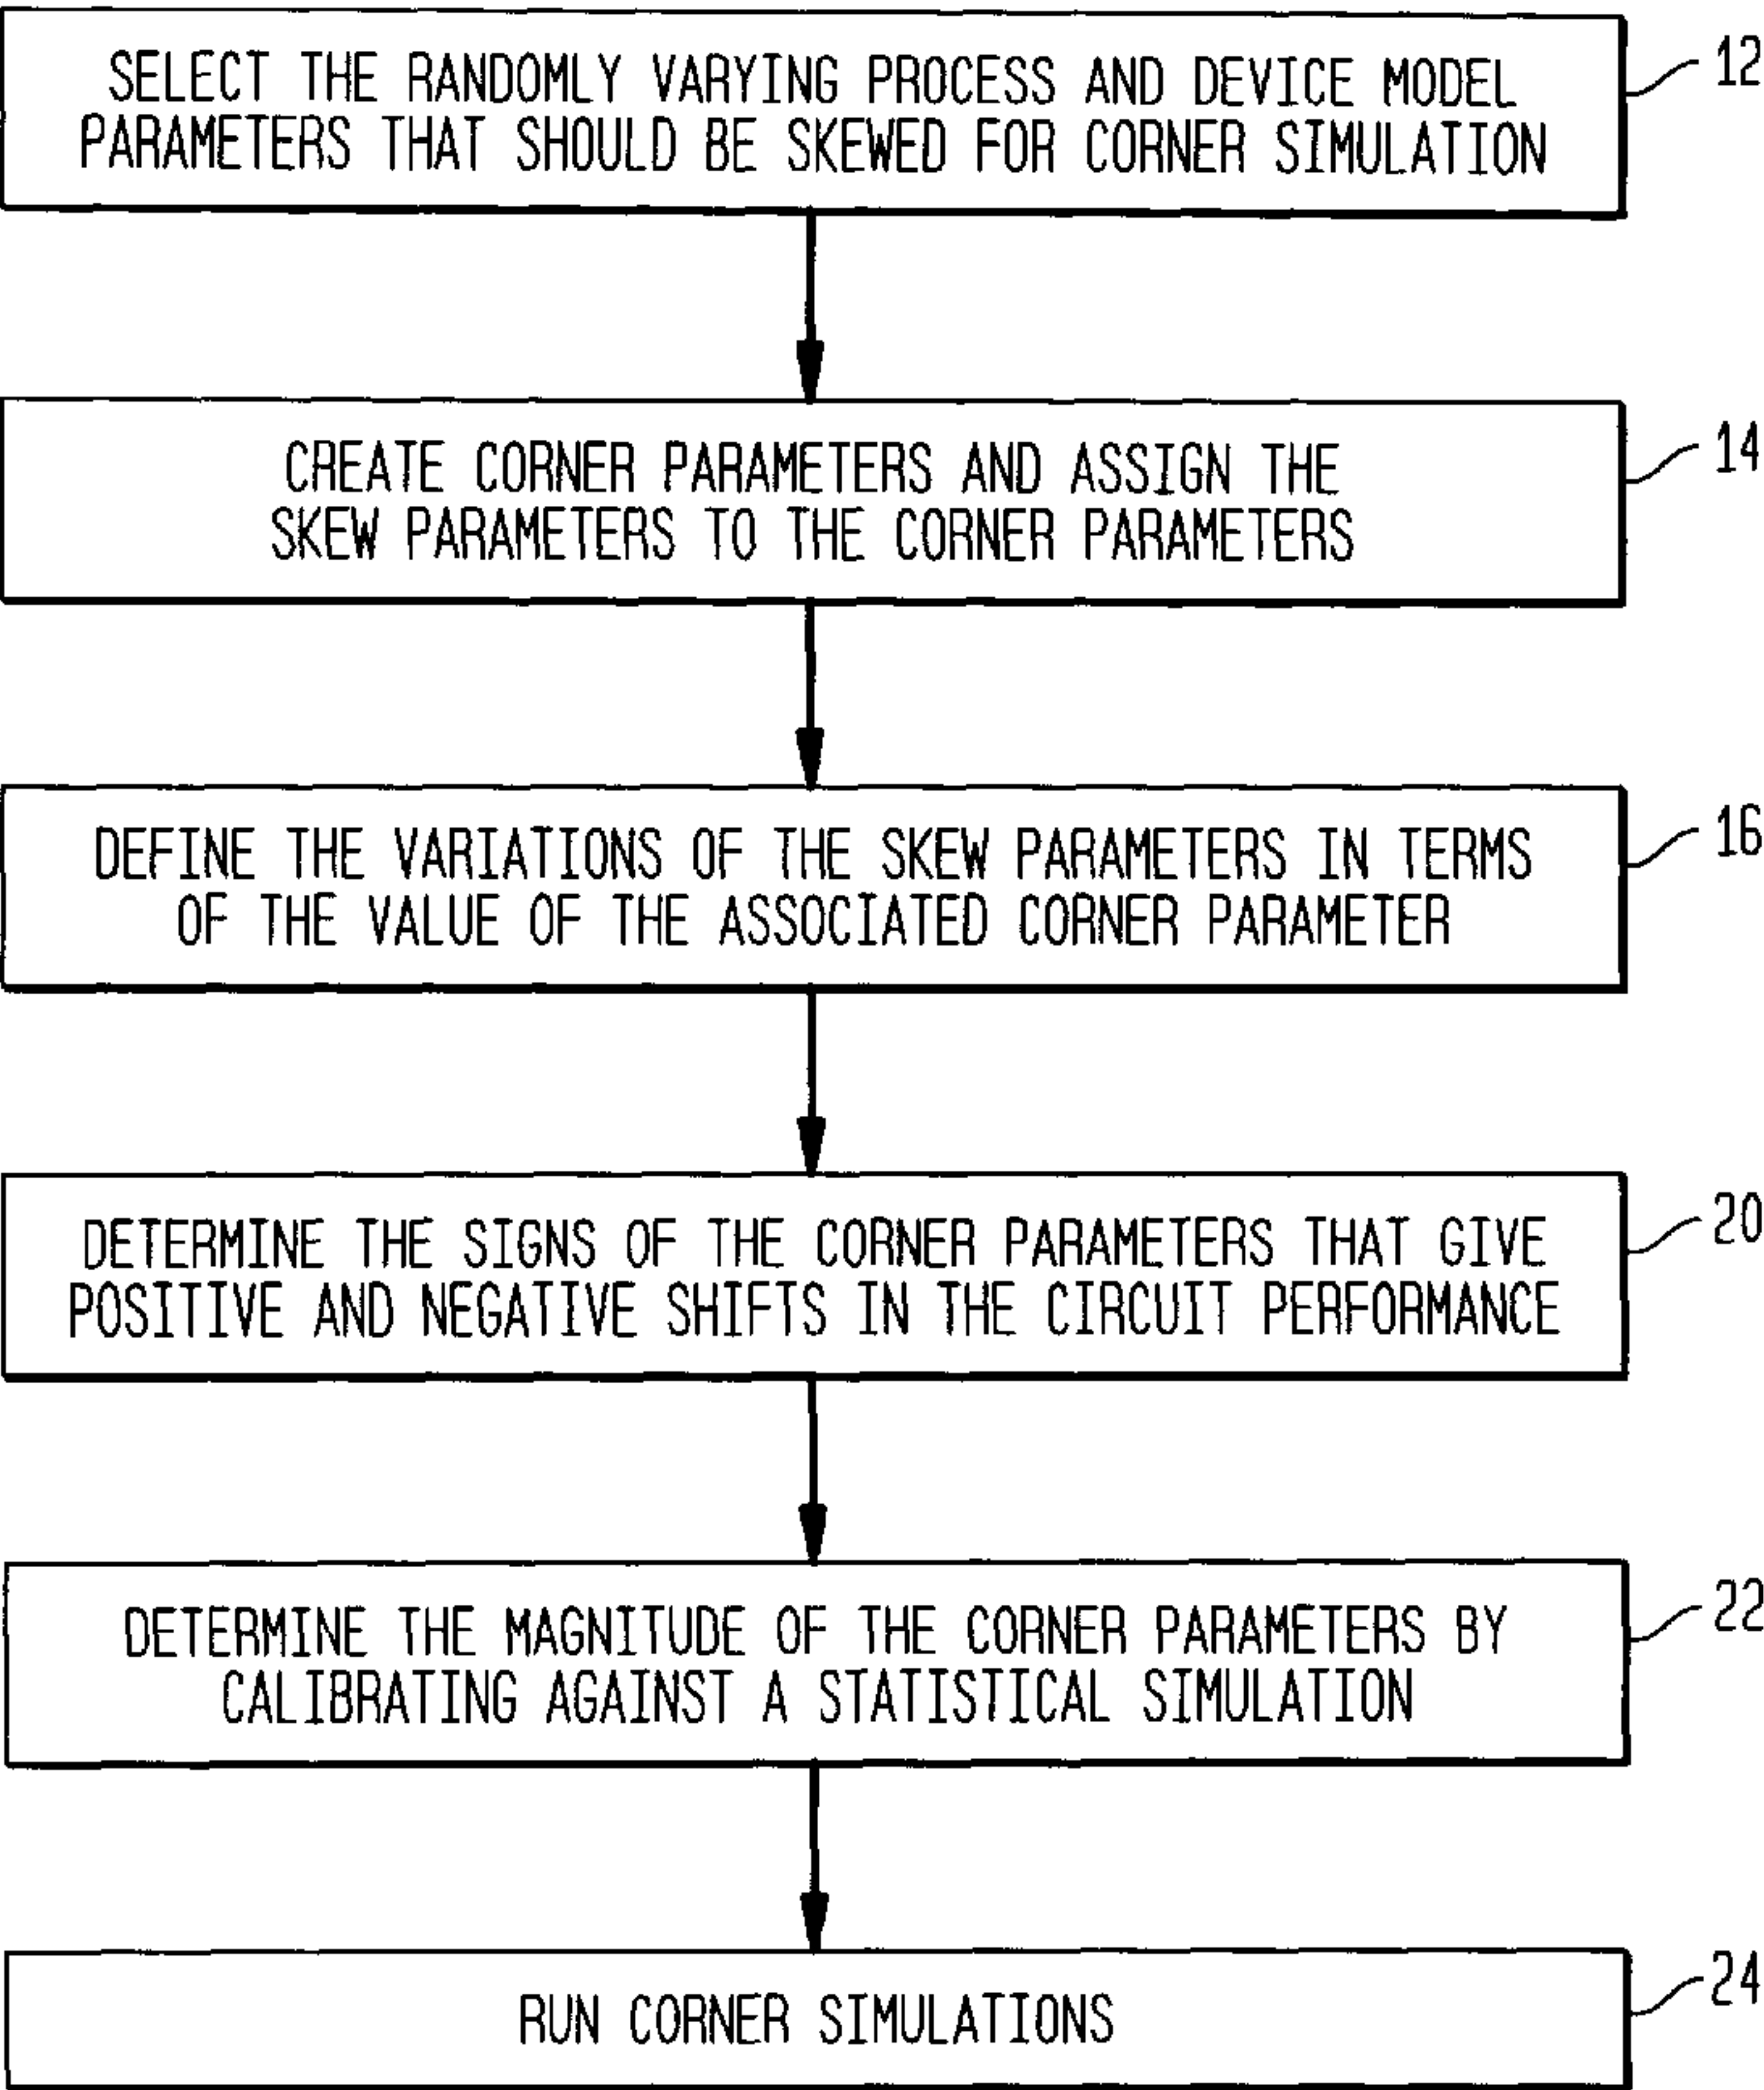 SELECT THE RANDOMLY VARYING PROCESS AND DEVICE MODEL
PARAMETERS THAT SHOULD BE SKEWED FOR CORNER SIMULATION
12
CREATE CORNER PARAMETERS AND ASSIGN THE
SKEW PARAMETERS TO THE CORNER PARAMETERS
14
DEFINE THE VARIATIONS OF THE SKEW PARAMETERS IN TERMS
OF THE VALUE OF THE ASSOCIATED CORNER PARAMETER
16
DETERMINE THE SIGNS OF THE CORNER PARAMETERS THAT GIVE
POSITIVE AND NEGATIVE SHIFTS IN THE CIRCUIT PERFORMANCE
20
DETERMINE THE MAGNITUDE OF THE CORNER PARAMETERS BY
CALIBRATING AGAINST A STATISTICAL SIMULATION
22
RUN CORNER SIMULATIONS
24